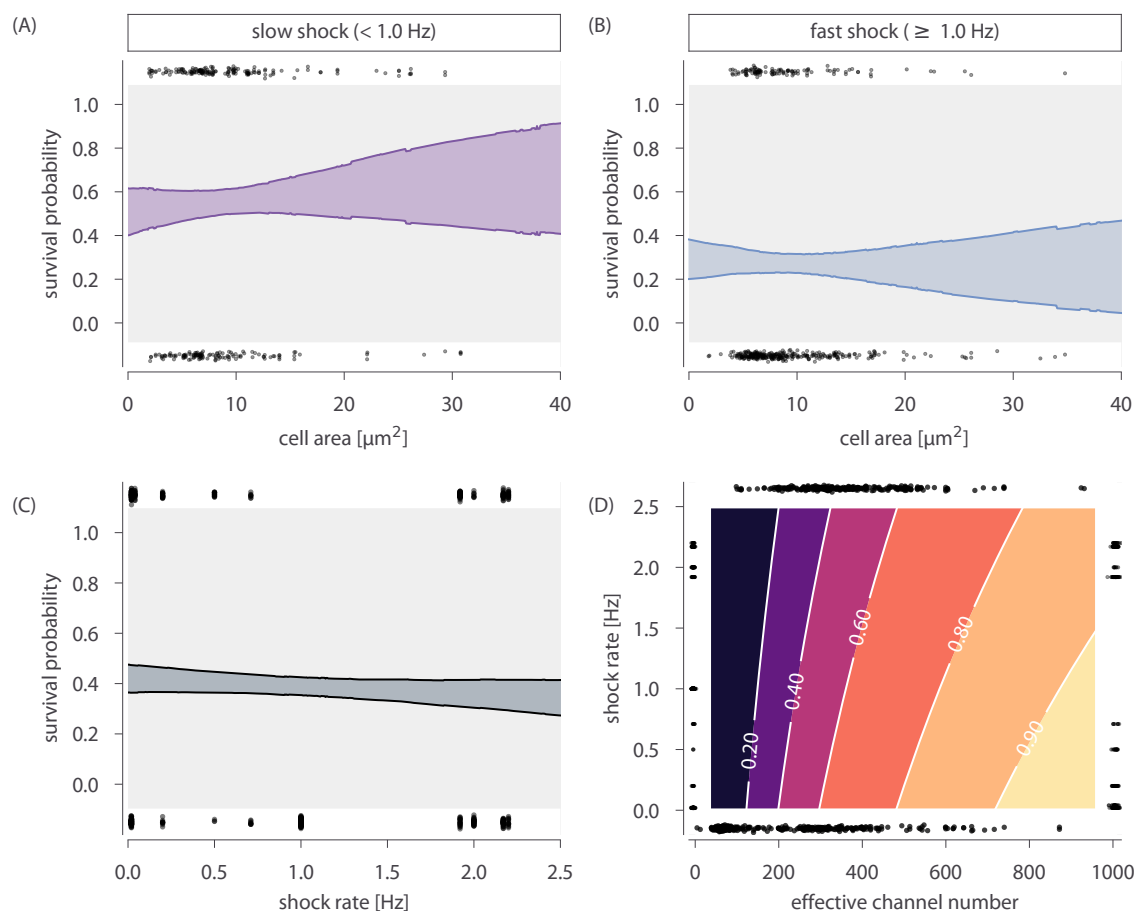 (A)
slow shock (< 1.0 Hz)
survival probability
1.0
0.8
0.6
0.4
0.2
0.0
0 10 20 30 40
cell area [μm²]
(B)
fast shock ( ≥ 1.0 Hz)
survival probability
1.0
0.8
0.6
0.4
0.2
0.0
0 10 20 30 40
cell area [μm²]
(C)
survival probability
1.0
0.8
0.6
0.4
0.2
0.0
0.0 0.5 1.0 1.5 2.0 2.5
shock rate [Hz]
(D)
shock rate [Hz]
2.5
2.0
1.5
1.0
0.5
0.0
0.20
0.40
0.60
0.80
0.90
0 200 400 600 800 1000
effective channel number